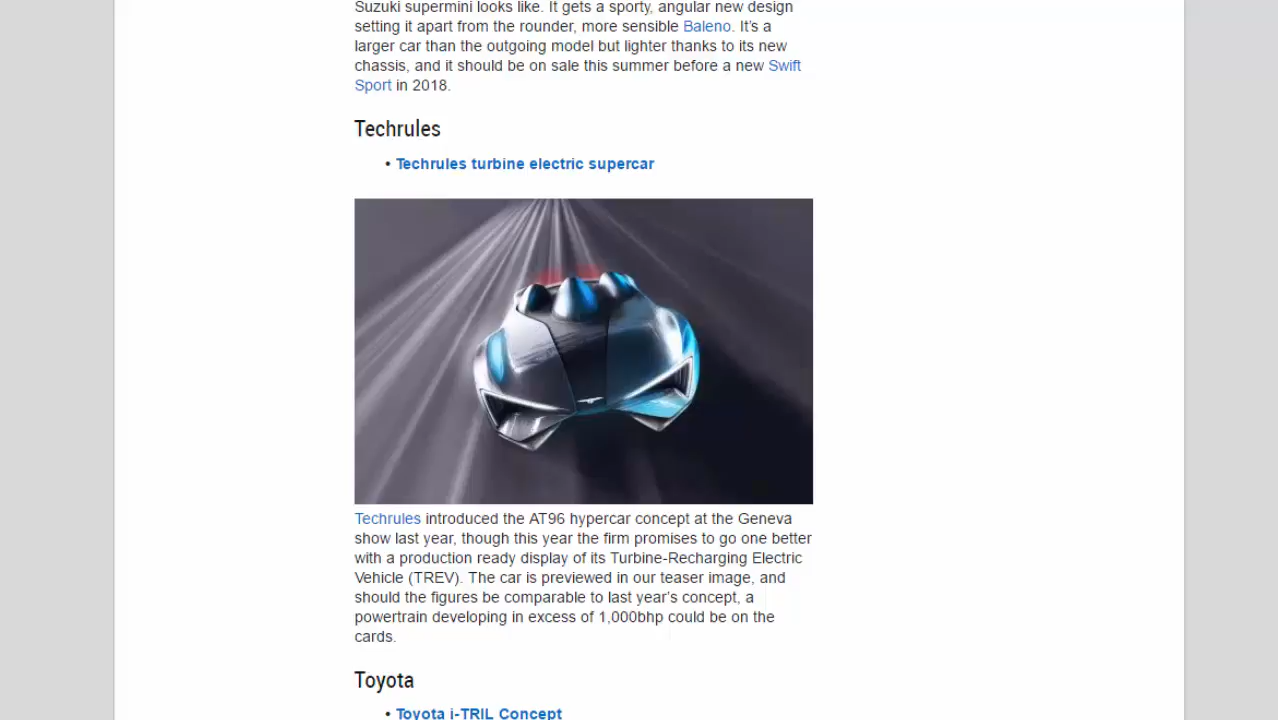 Suzuki supermini looks like. It gets a sporty, angular new design
setting it apart from the rounder, more sensible Baleno. It's a
larger car than the outgoing model but lighter thanks to its new
chassis, and it should be on sale this summer before a new Swift
Sport in 2018.
Techrules
• Techrules turbine electric supercar
Techrules introduced the AT96 hypercar concept at the Geneva
show last year, though this year the firm promises to go one better
with a production ready display of its Turbine-Recharging Electric
Vehicle (TREV). The car is previewed in our teaser image, and
should the figures be comparable to last year's concept, a
powertrain developing in excess of 1,000bhp could be on the
cards.
Toyota
• Toyota i-TRIL Concept